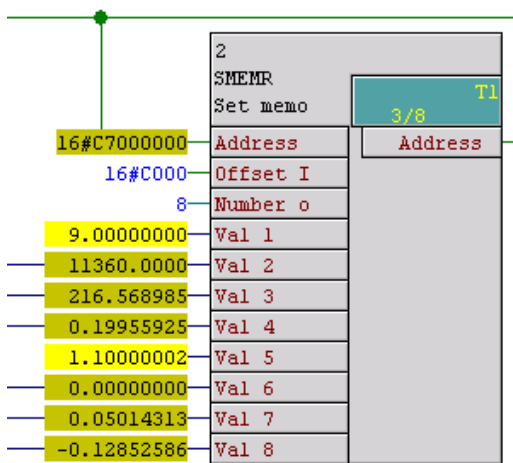 2
SMEMR
Set memo
T1
3/8
16#C7000000 Address Address
16#C000 Offset I
8 Number o
9.00000000 Val 1
11360.0000 Val 2
216.568985 Val 3
0.19955925 Val 4
1.10000002 Val 5
0.00000000 Val 6
0.05014313 Val 7
-0.12852586 Val 8